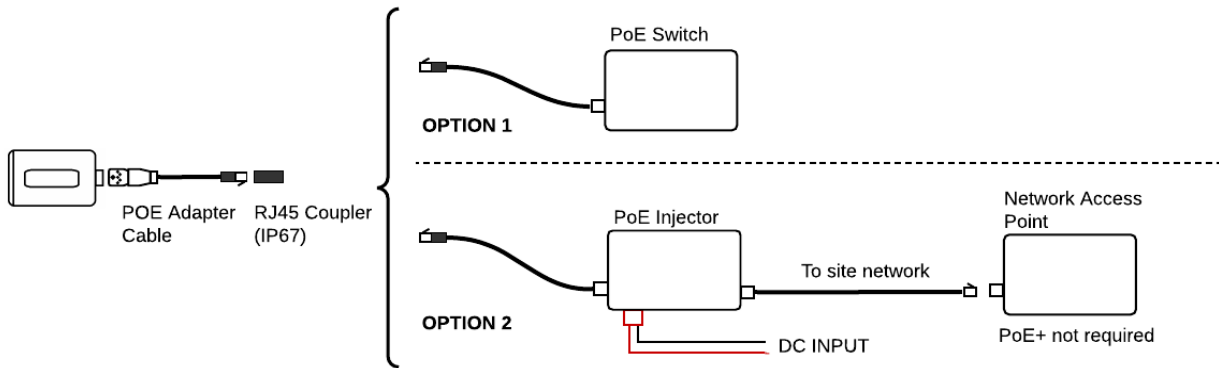 PoE Switch
OPTION 1
POE Adapter
Cable
RJ45 Coupler
(IP67)
PoE Injector
OPTION 2
To site network
DC INPUT
Network Access
Point
PoE+ not required